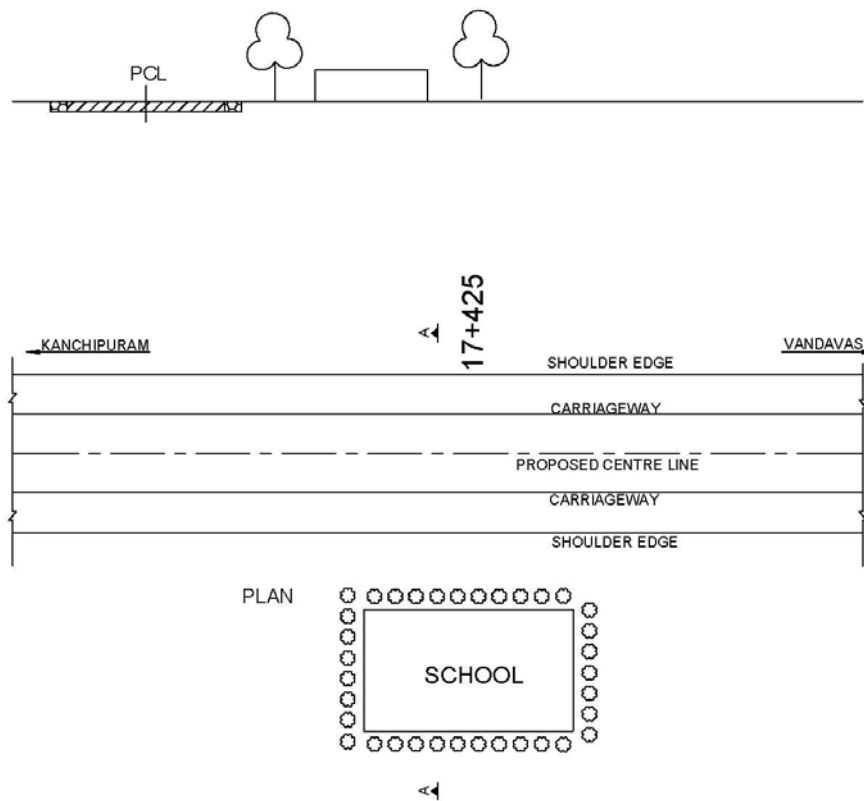 PCL
A
17+425
KANCHIPURAM
VANDAVAS
SHOULDER EDGE
CARRIAGEWAY
PROPOSED CENTRE LINE
CARRIAGEWAY
SHOULDER EDGE
PLAN
SCHOOL
A